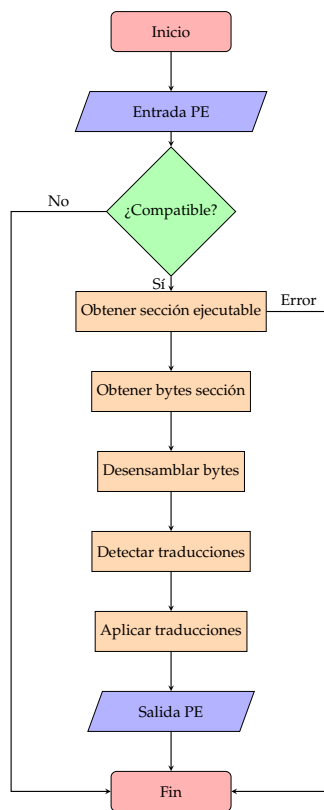 Inicio
Entrada PE
¿Compatible?
No
Sí
Obtener sección ejecutable
Error
Obtener bytes sección
Desensamblar bytes
Detectar traducciones
Aplicar traducciones
Salida PE
Fin